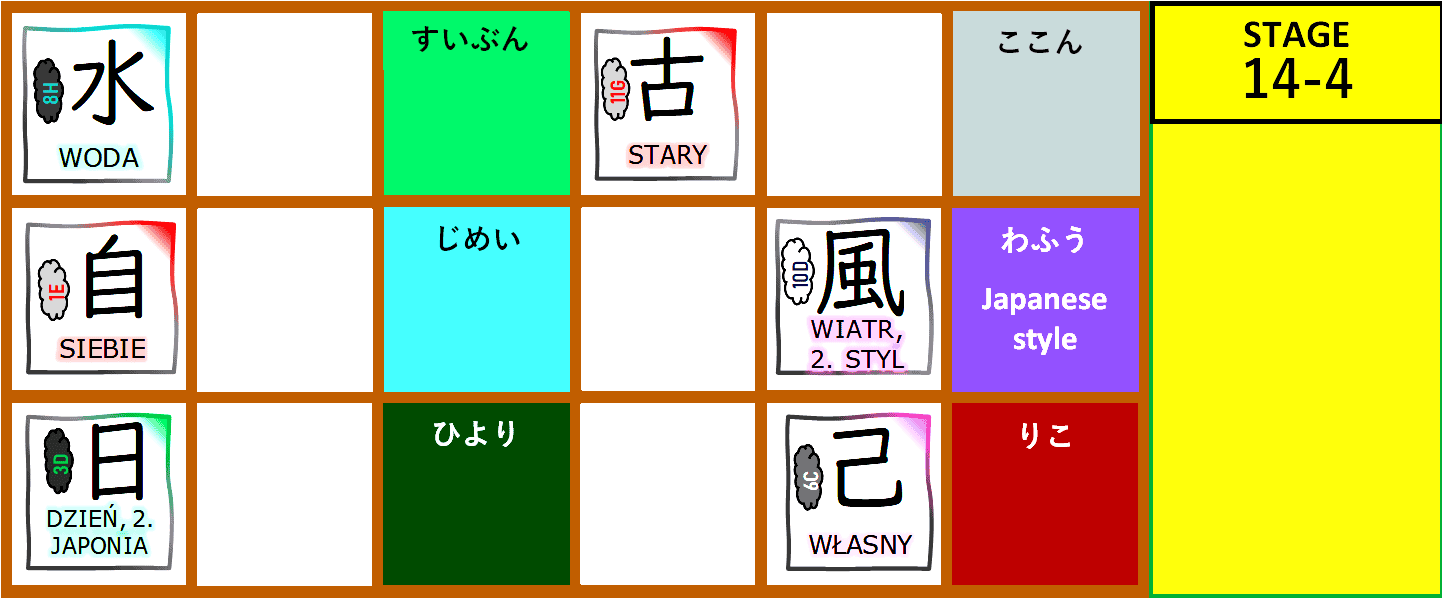 8H
水
WODA
すいぶん
11G
古
STARY
ここん
STAGE
14-4
1E
自
SIEBIE
じめい
10D
風
WIATR,
2. STYL
わふう
Japanese
style
3D
日
DZIEŃ, 2.
JAPONIA
ひより
6C
己
WŁASNY
りこ